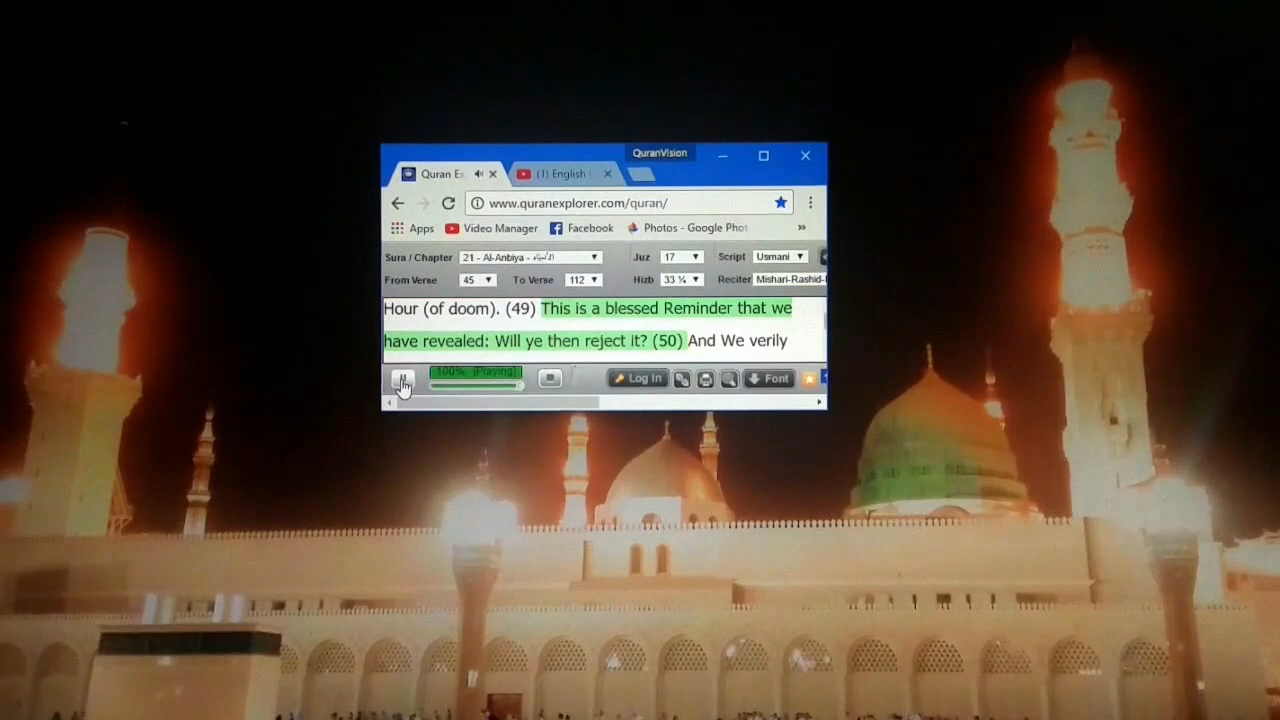 QuranVision
Quran Ex
(1) English
www.quranexplorer.com/quran/
Apps Video Manager Facebook Photos - Google Phot »
Sura / Chapter 21 - Al-Anbiya - الأنبياء Juz 17 Script Usmani
From Verse 45 To Verse 112 Hizb 33 ¼ Reciter Mishari-Rashid-
Hour (of doom). (49) This is a blessed Reminder that we
have revealed: Will ye then reject it? (50) And We verily
100% [Playing] Log In Font